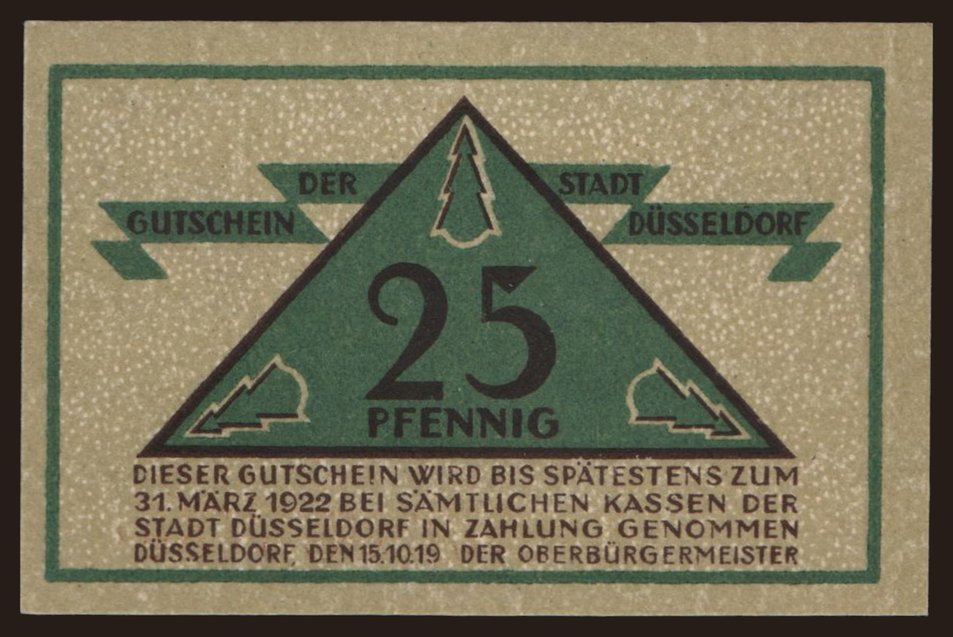 GUTSCHEIN DER STADT DÜSSELDORF
25
PFENNIG
DIESER GUTSCHEIN WIRD BIS SPÄTESTENS ZUM
31. MÄRZ 1922 BEI SÄMTLICHEN KASSEN DER
STADT DÜSSELDORF IN ZAHLUNG GENOMMEN
DÜSSELDORF, DEN 15.10.19 DER OBERBÜRGERMEISTER